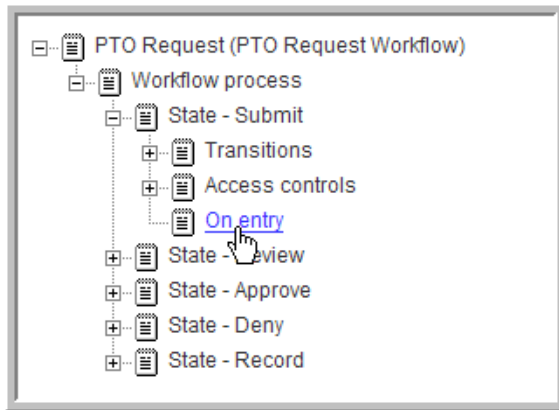 PTO Request (PTO Request Workflow)
Workflow process
State - Submit
Transitions
Access controls
On entry
State - Review
State - Approve
State - Deny
State - Record